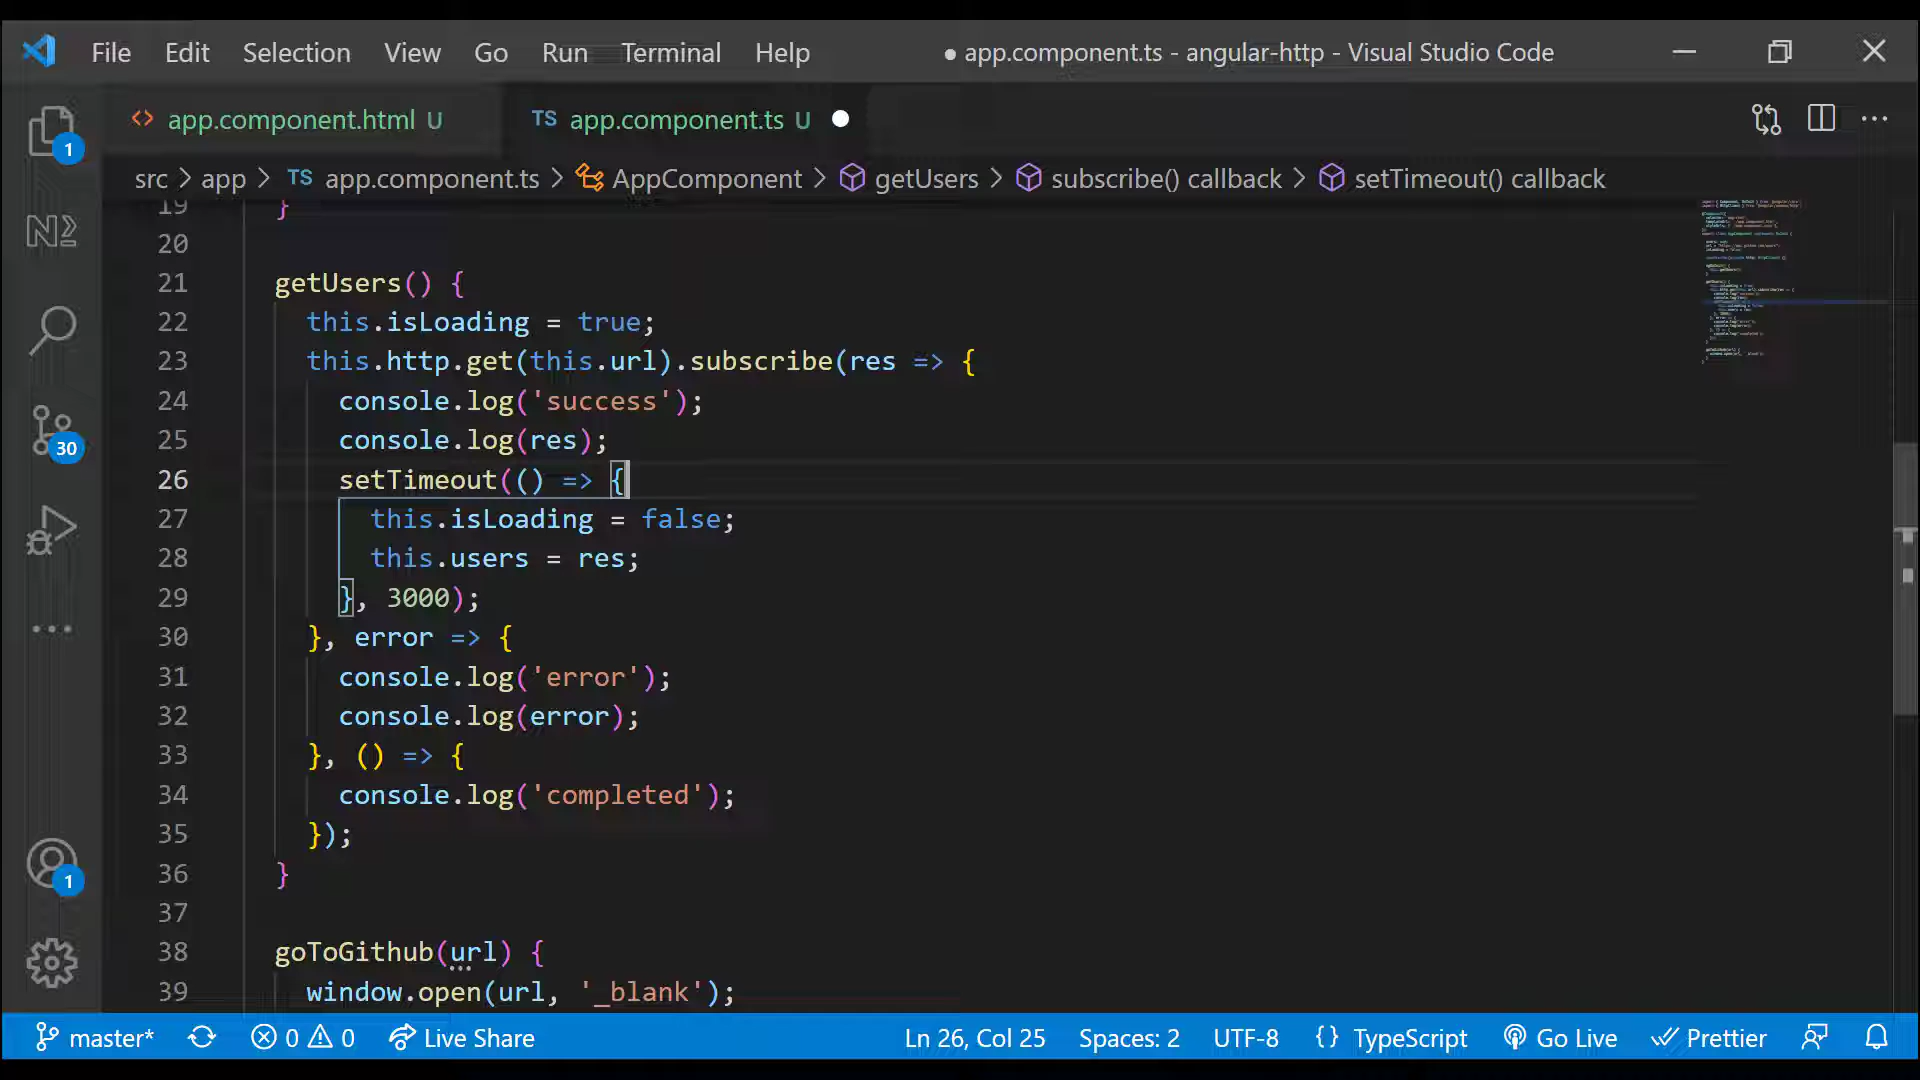 File Edit Selection View Go Run Terminal Help ● app.component.ts - angular-http - Visual Studio Code
<> app.component.html U TS app.component.ts U
src > app > TS app.component.ts > AppComponent > getUsers > subscribe() callback > setTimeout() callback
19 }
20
21 getUsers() {
22 this.isLoading = true;
23 this.http.get(this.url).subscribe(res => {
24 console.log('success');
25 console.log(res);
26 setTimeout(() => {
27 this.isLoading = false;
28 this.users = res;
29 }, 3000);
30 }, error => {
31 console.log('error');
32 console.log(error);
33 }, () => {
34 console.log('completed');
35 });
36 }
37
38 goToGithub(url) {
39 window.open(url, '_blank');
1
30
1
master* 0 0 Live Share Ln 26, Col 25 Spaces: 2 UTF-8 {} TypeScript Go Live Prettier